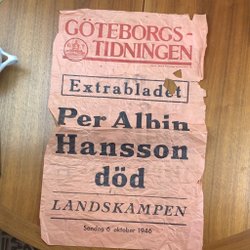 GÖTEBORGS-
TIDNINGEN
Extrabladet
Per Albin
Hansson
död
LANDSKAMPEN
Söndag 6 oktober 1946